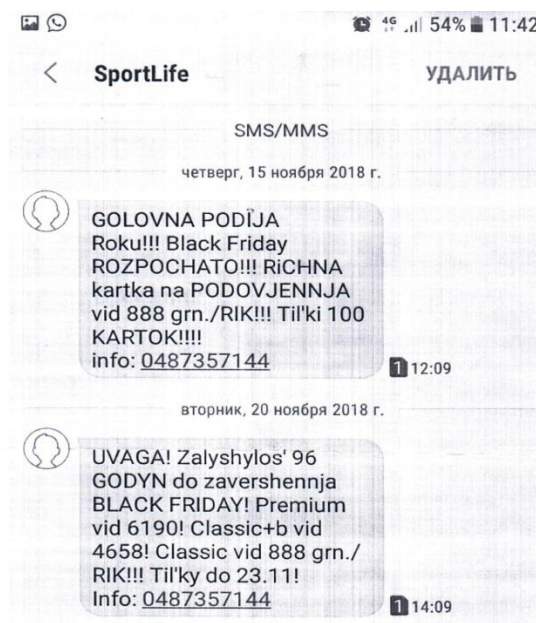 4G 54% 11:42
SportLife УДАЛИТЬ
SMS/MMS
четверг, 15 ноября 2018 г.
GOLOVNA PODIJA
Roku!!! Black Friday
ROZPOCHATO!!! RiCHNA
kartka na PODOVJENNJA
vid 888 grn./RIK!!! Til'ki 100
KARTOK!!!!
info: 0487357144
1 12:09
вторник, 20 ноября 2018 г.
UVAGA! Zalyshylos' 96
GODYN do zavershennja
BLACK FRIDAY! Premium
vid 6190! Classic+b vid
4658! Classic vid 888 grn./
RIK!!! Til'ky do 23.11!
Info: 0487357144
1 14:09